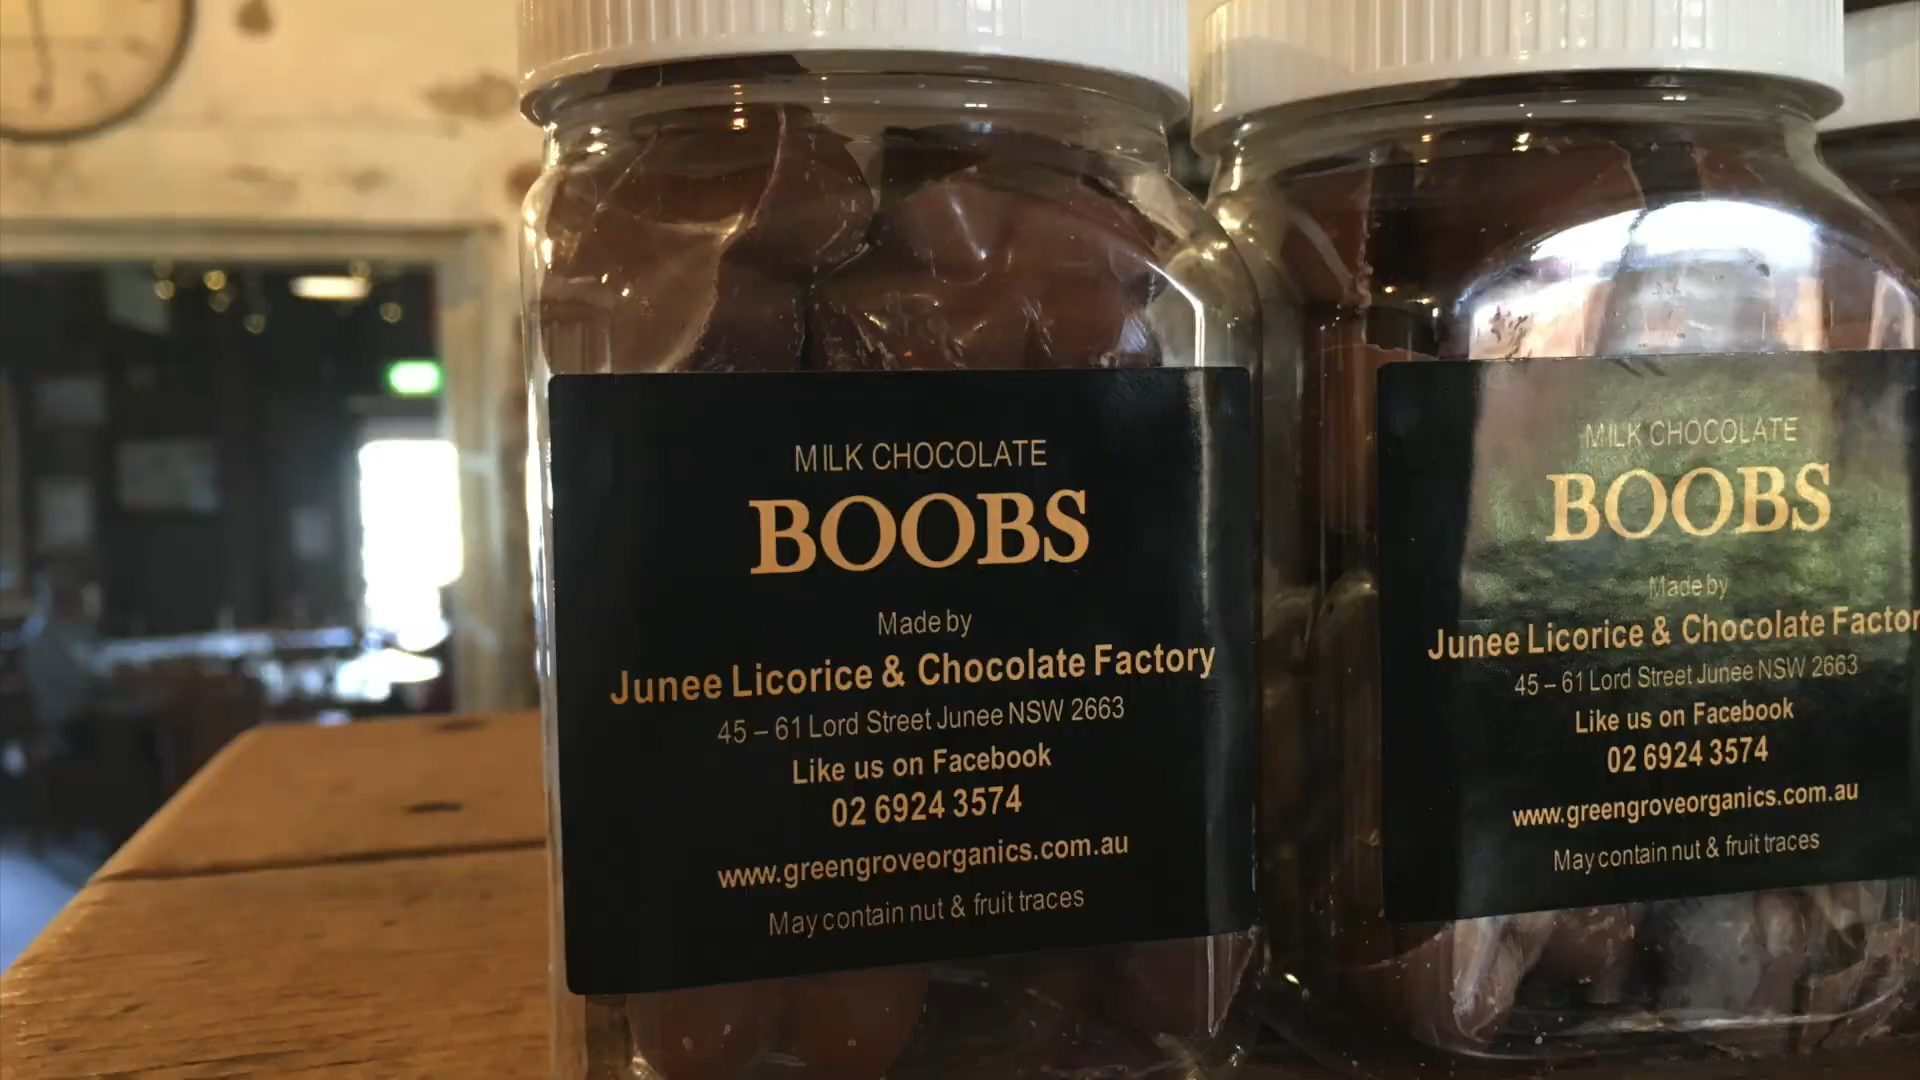 MILK CHOCOLATE
BOOBS
Made by
Junee Licorice & Chocolate Factory
45 – 61 Lord Street Junee NSW 2663
Like us on Facebook
02 6924 3574
www.greengroveorganics.com.au
May contain nut & fruit traces
MILK CHOCOLATE
BOOBS
Made by
Junee Licorice & Chocolate Factor
45 – 61 Lord Street Junee NSW 2663
Like us on Facebook
02 6924 3574
www.greengroveorganics.com.au
May contain nut & fruit traces